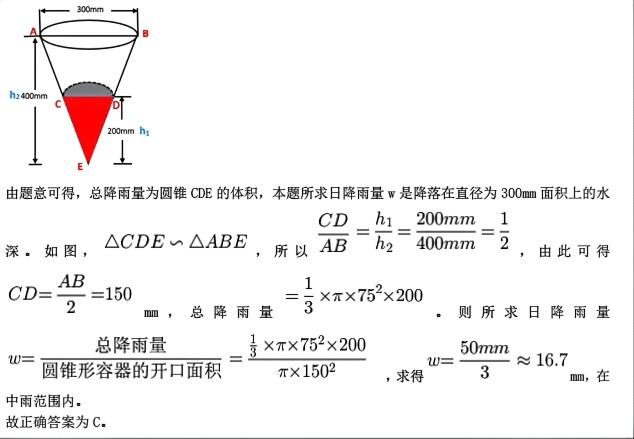 300mm
A B
h₂ 400mm
C D
200mm h₁
E
由题意可得，总降雨量为圆锥 CDE 的体积，本题所求日降雨量 w 是降落在直径为 300mm 面积上的水
深。如图，△CDE∽△ABE，所以 CD/AB = h₁/h₂ = 200mm/400mm = 1/2，由此可得
CD = AB/2 =150 mm，总降雨量 = 1/3 ×π×75²×200 。则所求日降雨量
w= 总降雨量/圆锥形容器的开口面积 = (1/3 ×π×75²×200)/(π×150²)，求得 w= 50mm/3 ≈ 16.7 mm，在
中雨范围内。
故正确答案为 C。